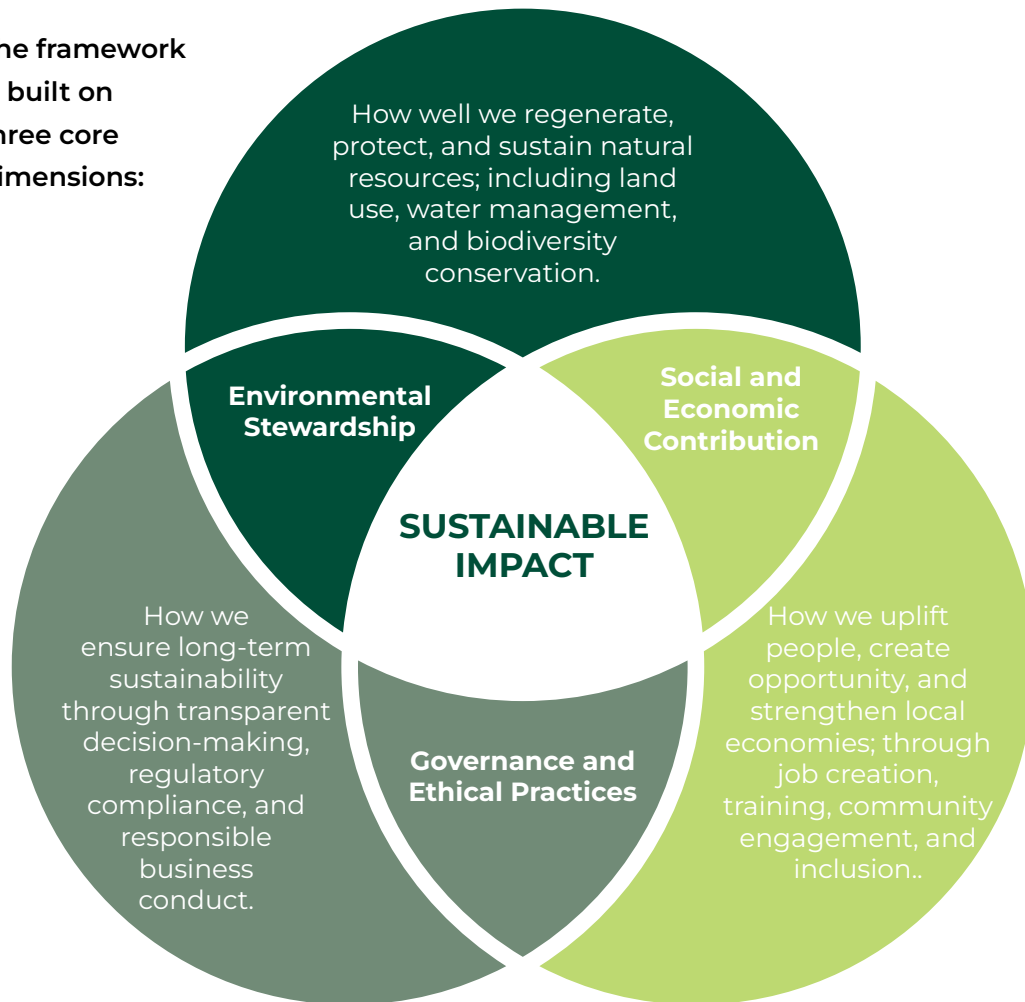 ne framework
built on
hree core
imensions:
How well we regenerate,
protect, and sustain natural
resources; including land
use, water management,
and biodiversity
conservation.
Environmental
Stewardship
Social and
Economic
Contribution
SUSTAINABLE
IMPACT
How we
ensure long-term
sustainability
through transparent
decision-making,
regulatory
compliance, and
responsible
business
conduct.
Governance and
Ethical Practices
How we uplift
people, create
opportunity, and
strengthen local
economies; through
job creation,
training, community
engagement, and
inclusion..